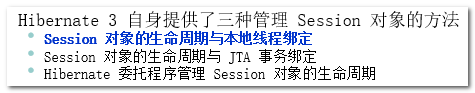 Hibernate 3 自身提供了三种管理 Session 对象的方法
Session 对象的生命周期与本地线程绑定
Session 对象的生命周期与 JTA 事务绑定
Hibernate 委托程序管理 Session 对象的生命周期